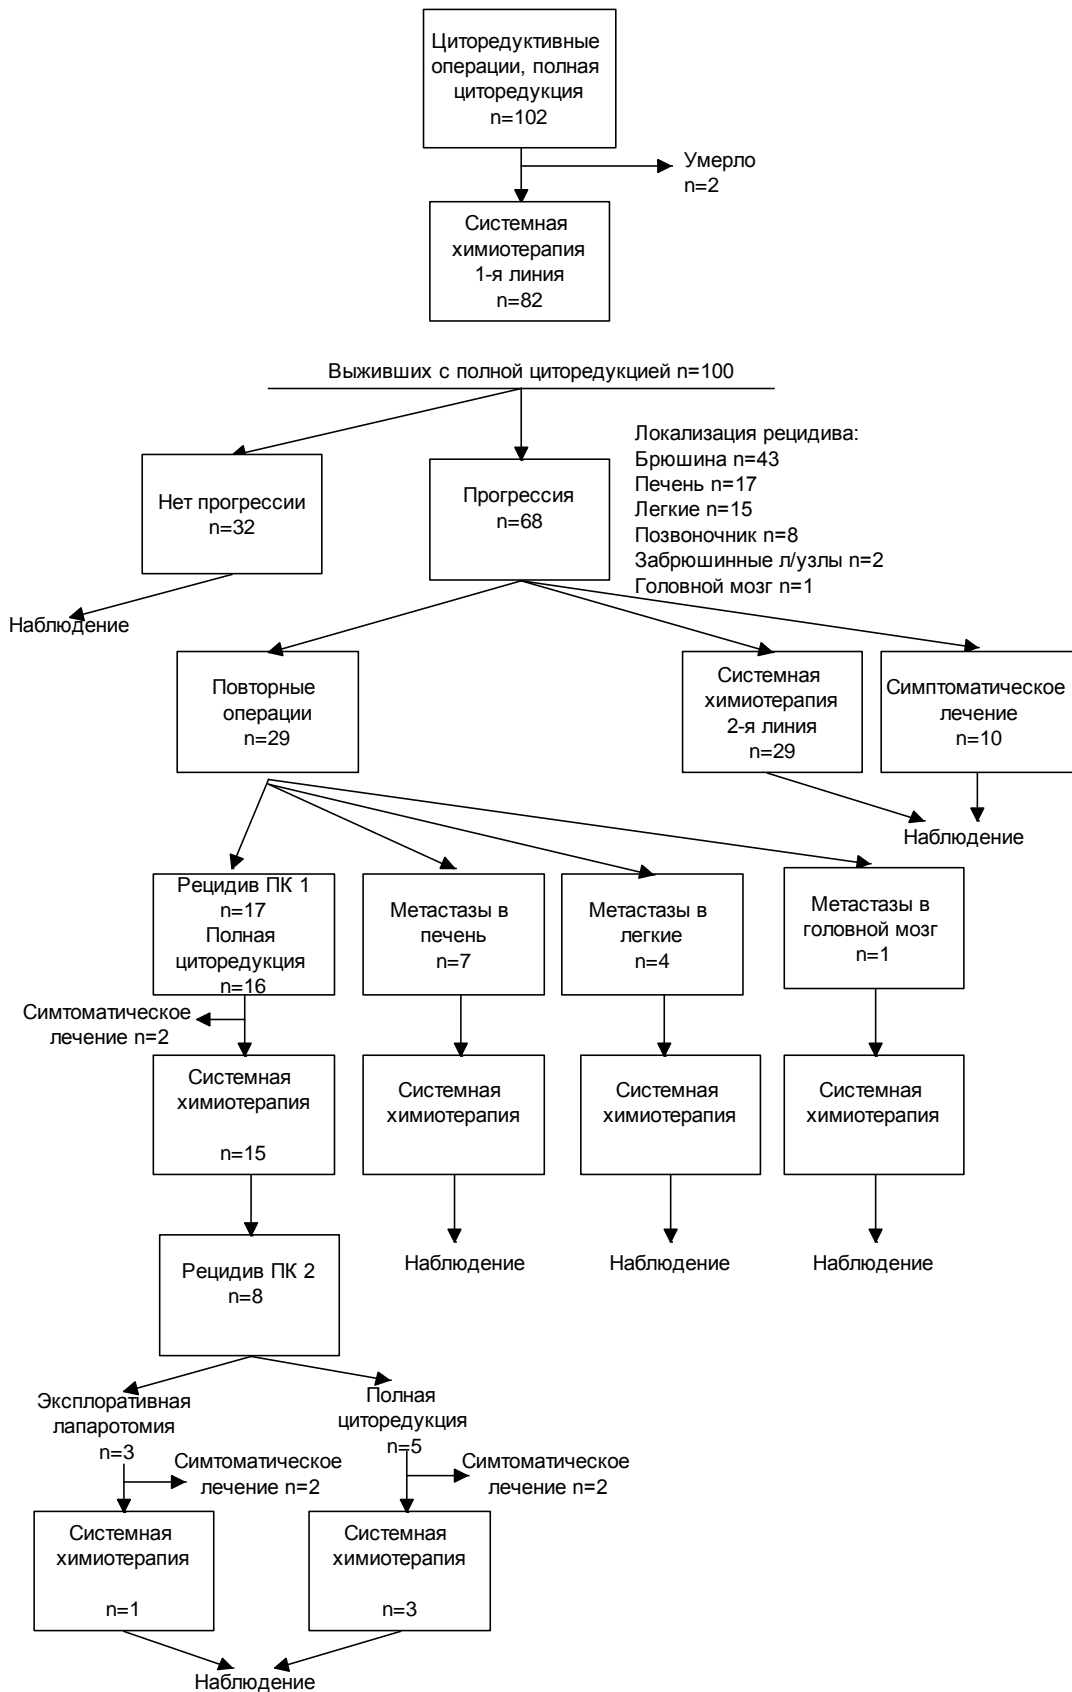 Циторедуктивные
операции, полная
циторедукция
n=102
Умерло
n=2
Системная
химиотерапия
1-я линия
n=82
Выживших с полной циторедукцией n=100
Локализация рецидива:
Брюшина n=43
Печень n=17
Легкие n=15
Позвоночник n=8
Забрюшинные л/узлы n=2
Головной мозг n=1
Нет прогрессии
n=32
Прогрессия
n=68
Наблюдение
Повторные
операции
n=29
Системная
химиотерапия
2-я линия
n=29
Симптоматическое
лечение
n=10
Наблюдение
Рецидив ПК 1
n=17
Полная
циторедукция
n=16
Метастазы в
печень
n=7
Метастазы в
легкие
n=4
Метастазы в
головной мозг
n=1
Симтоматическое
лечение n=2
Системная
химиотерапия
n=15
Системная
химиотерапия
Системная
химиотерапия
Системная
химиотерапия
Рецидив ПК 2
n=8
Наблюдение
Наблюдение
Наблюдение
Эксплоративная
лапаротомия
n=3
Полная
циторедукция
n=5
Симтоматическое
лечение n=2
Симтоматическое
лечение n=2
Системная
химиотерапия
n=1
Системная
химиотерапия
n=3
Наблюдение